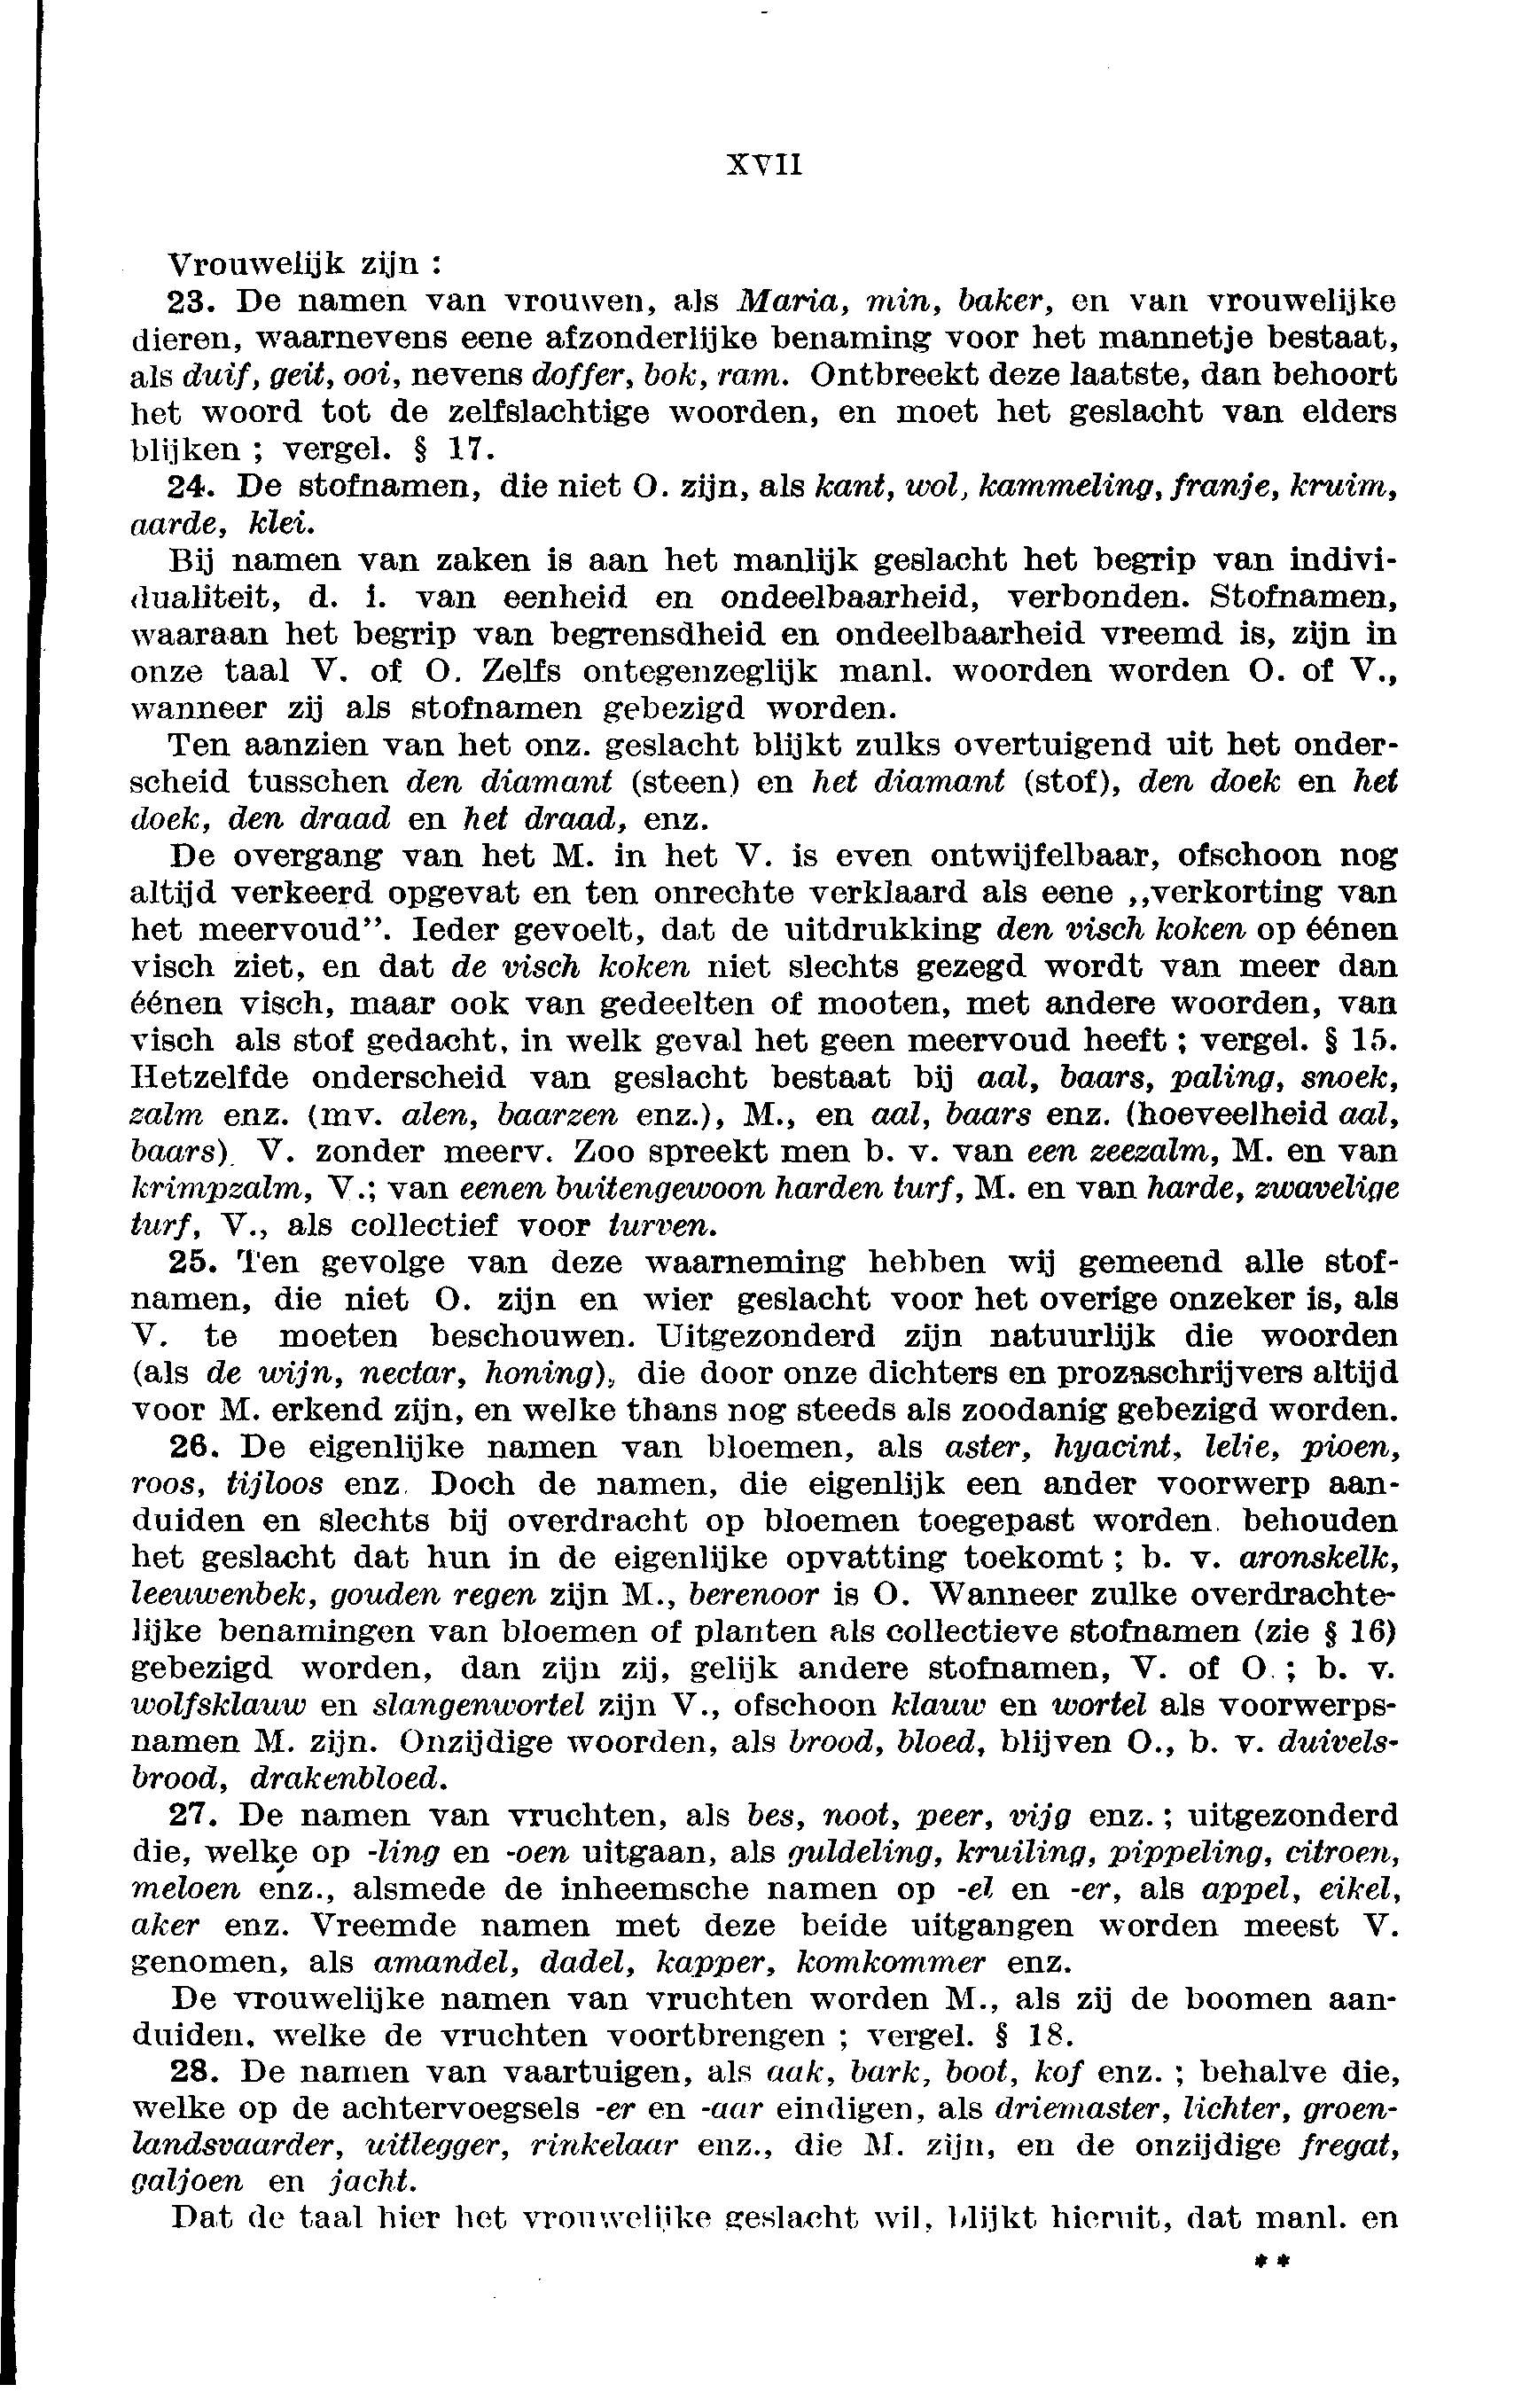 XVII
Vrouwelijk zijn :
23. De namen van vrouwen, als Maria, min, baker, en van vrouwelijke
dieren, waarnevens eene afzonderlijke benaming voor het mannetje bestaat,
als duif, geit, ooi, nevens doffer, bok, ram. Ontbreekt deze laatste, dan behoort
het woord tot de zelfslachtige woorden, en moet het geslacht van elders
blijken ; vergel. § 17.
24. De stofnamen, die niet O. zijn, als kant, wol, kammeling, franje, kruim,
aarde, klei.
Bij namen van zaken is aan het manlijk geslacht het begrip van indivi-
dualiteit, d. i. van eenheid en ondeelbaarheid, verbonden. Stofnamen,
waaraan het begrip van begrensdheid en ondeelbaarheid vreemd is, zijn in
onze taal V. of O. Zelfs ontegenzeglijk manl. woorden worden O. of V.,
wanneer zij als stofnamen gebezigd worden.
Ten aanzien van het onz. geslacht blijkt zulks overtuigend uit het onder-
scheid tusschen den diamant (steen) en het diamant (stof), den doek en het
doek, den draad en het draad, enz.
De overgang van het M. in het V. is even ontwijfelbaar, ofschoon nog
altijd verkeerd opgevat en ten onrechte verklaard als eene ,,verkorting van
het meervoud”. Ieder gevoelt, dat de uitdrukking den visch koken op éénen
visch ziet, en dat de visch koken niet slechts gezegd wordt van meer dan
éénen visch, maar ook van gedeelten of mooten, met andere woorden, van
visch als stof gedacht, in welk geval het geen meervoud heeft ; vergel. § 15.
Hetzelfde onderscheid van geslacht bestaat bij aal, baars, paling, snoek,
zalm enz. (mv. alen, baarzen enz.), M., en aal, baars enz. (hoeveelheid aal,
baars). V. zonder meerv. Zoo spreekt men b. v. van een zeezalm, M. en van
krimpzalm, V.; van eenen buitengewoon harden turf, M. en van harde, zwavelige
turf, V., als collectief voor turven.
25. Ten gevolge van deze waarneming hebben wij gemeend alle stof-
namen, die niet O. zijn en wier geslacht voor het overige onzeker is, als
V. te moeten beschouwen. Uitgezonderd zijn natuurlijk die woorden
(als de wijn, nectar, honing), die door onze dichters en prozaschrijvers altijd
voor M. erkend zijn, en welke thans nog steeds als zoodanig gebezigd worden.
26. De eigenlijke namen van bloemen, als aster, hyacint, lelie, pioen,
roos, tijloos enz. Doch de namen, die eigenlijk een ander voorwerp aan-
duiden en slechts bij overdracht op bloemen toegepast worden. behouden
het geslacht dat hun in de eigenlijke opvatting toekomt ; b. v. aronskelk,
leeuwenbek, gouden regen zijn M., berenoor is O. Wanneer zulke overdrachte-
lijke benamingen van bloemen of planten als collectieve stofnamen (zie § 16)
gebezigd worden, dan zijn zij, gelijk andere stofnamen, V. of O. ; b. v.
wolfsklauw en slangenwortel zijn V., ofschoon klauw en wortel als voorwerps-
namen M. zijn. Onzijdige woorden, als brood, bloed, blijven O., b. v. duivels-
brood, drakenbloed.
27. De namen van vruchten, als bes, noot, peer, vijg enz. ; uitgezonderd
die, welke op -ling en -oen uitgaan, als guldeling, kruiling, pippeling, citroen,
meloen enz., alsmede de inheemsche namen op -el en -er, als appel, eikel,
aker enz. Vreemde namen met deze beide uitgangen worden meest V.
genomen, als amandel, dadel, kapper, komkommer enz.
De vrouwelijke namen van vruchten worden M., als zij de boomen aan-
duiden, welke de vruchten voortbrengen ; vergel. § 18.
28. De namen van vaartuigen, als aak, bark, boot, kof enz. ; behalve die,
welke op de achtervoegsels -er en -aar eindigen, als driemaster, lichter, groen-
landsvaarder, uitlegger, rinkelaar enz., die M. zijn, en de onzijdige fregat,
galjoen en jacht.
Dat de taal hier het vrouwelijke geslacht wil, blijkt hieruit, dat manl. en
**